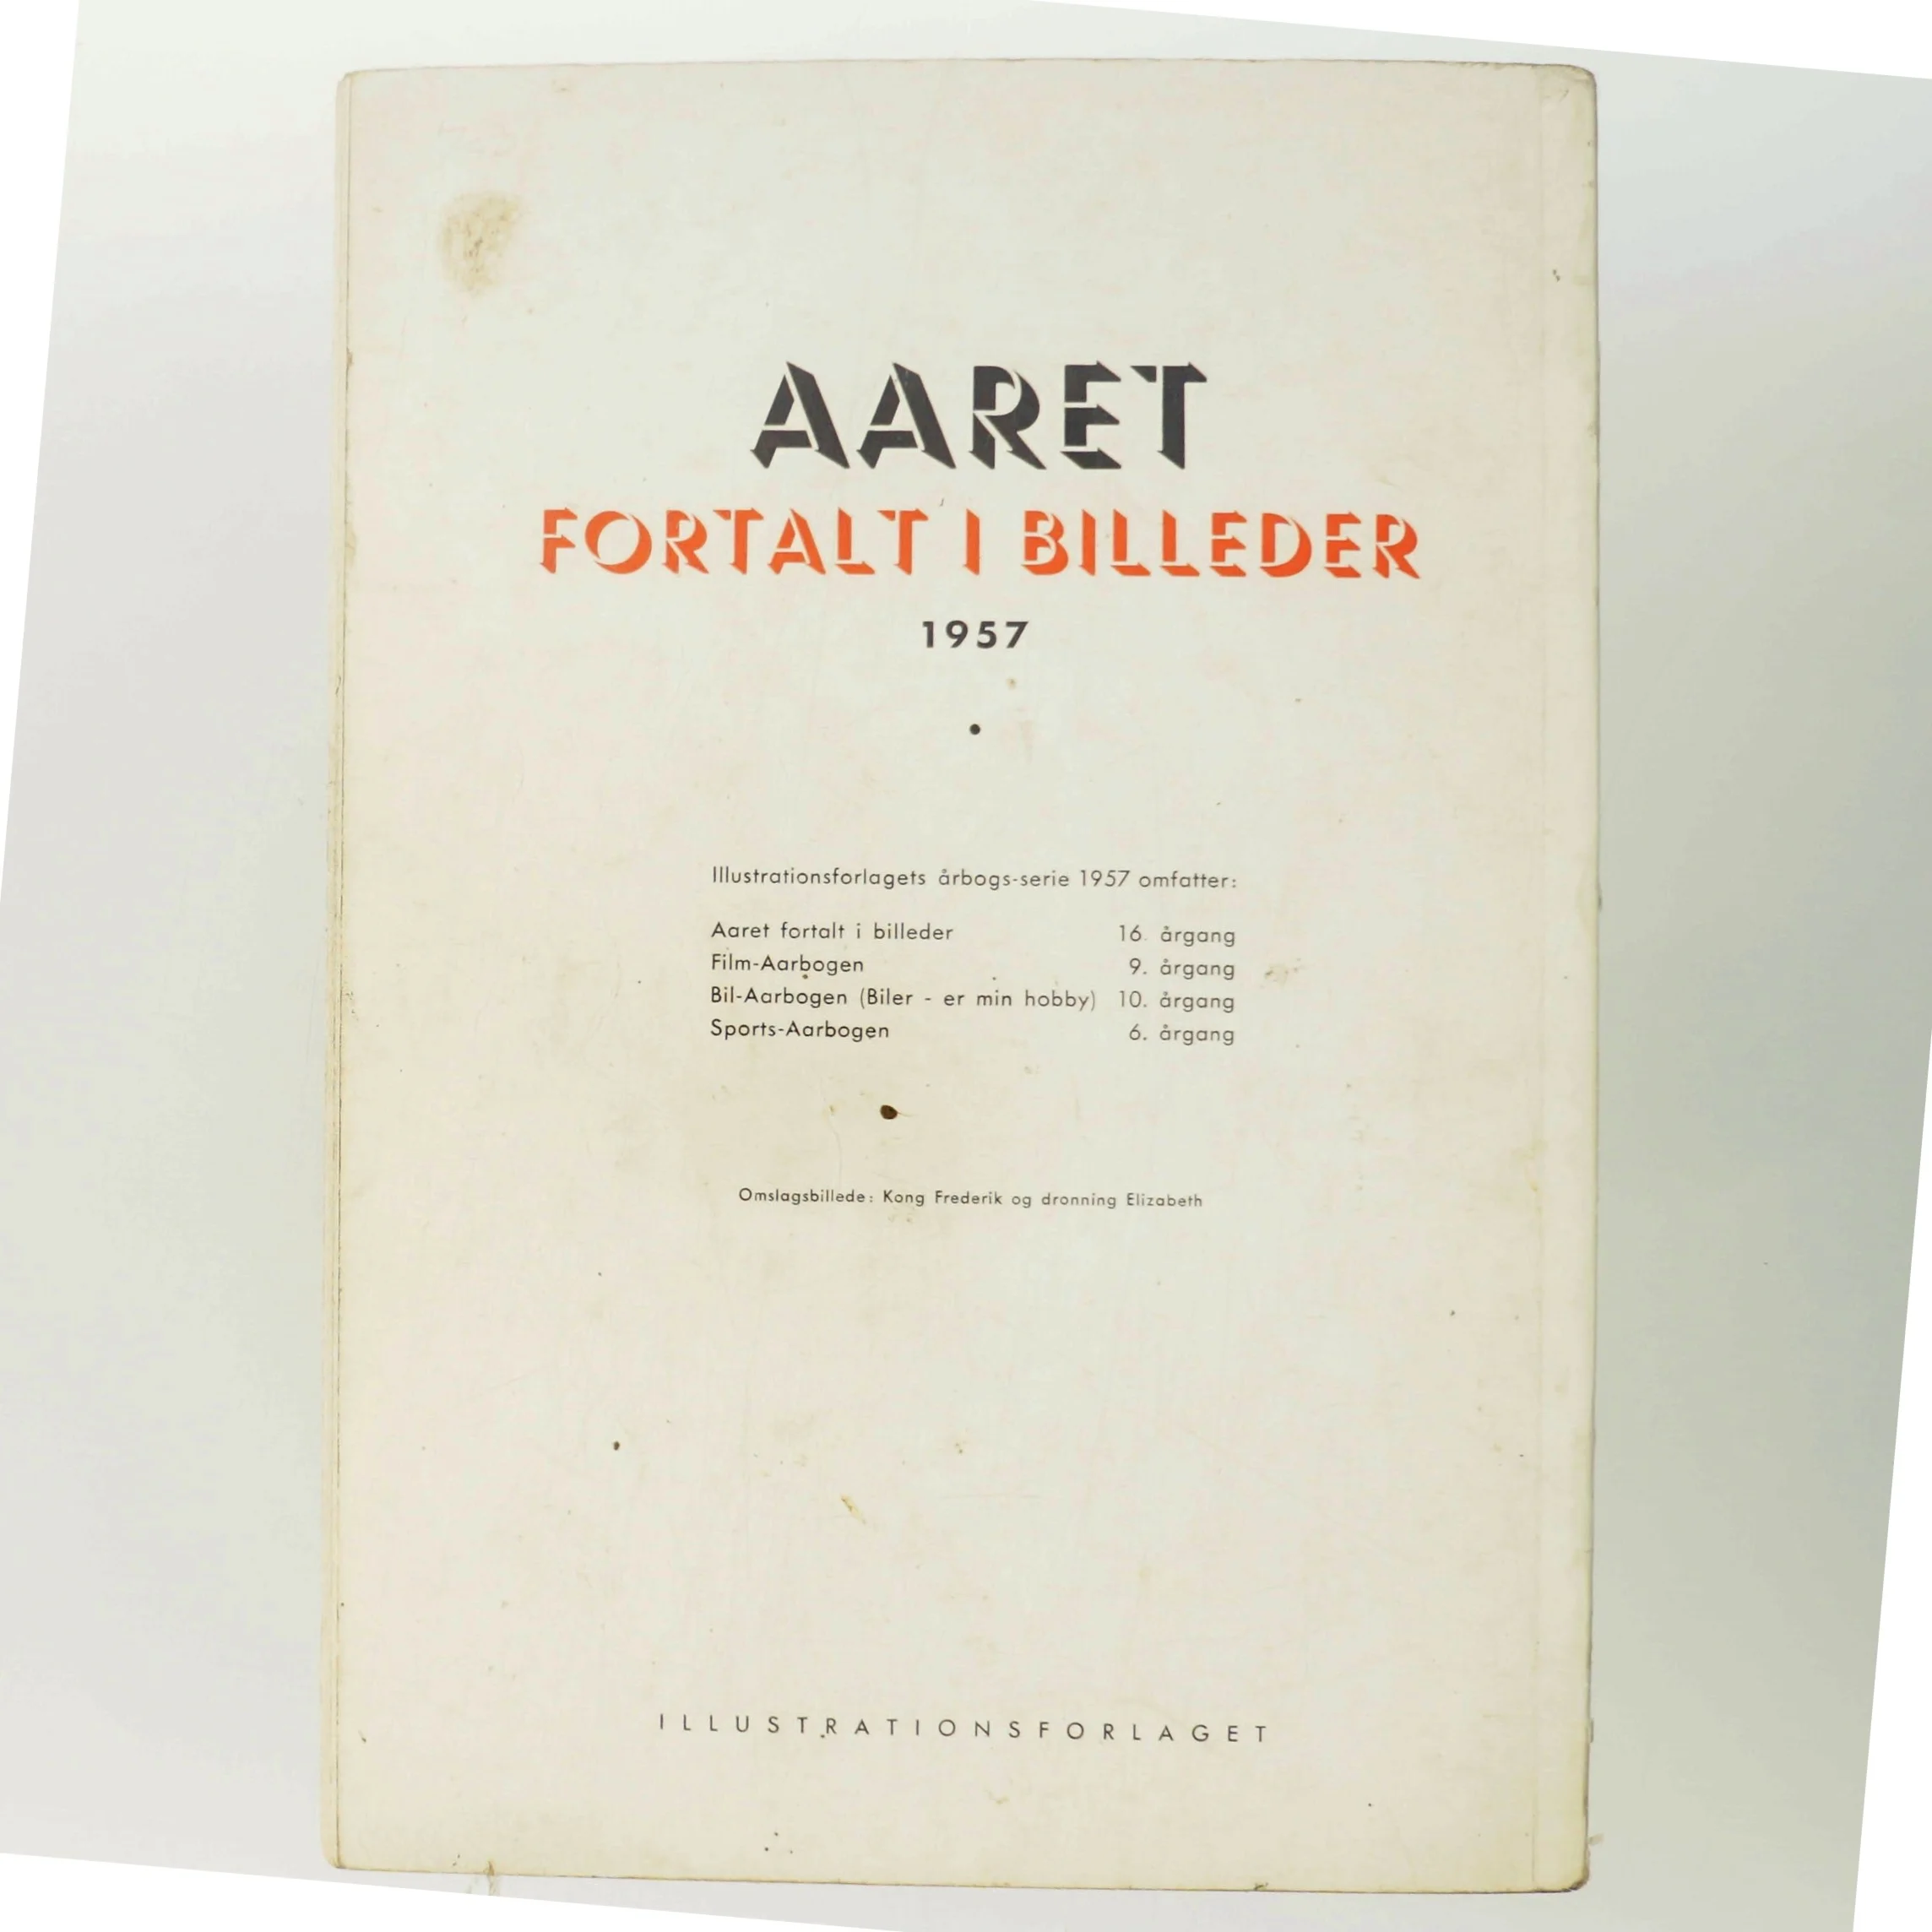 AARET
FORTALT I BILLEDER
1957
Illustrationsforlagets årbogs-serie 1957 omfatter:
Aaret fortalt i billeder 16. årgang
Film-Aarbogen 9. årgang
Bil-Aarbogen (Biler - er min hobby) 10. årgang
Sports-Aarbogen 6. årgang
Omslagsbillede: Kong Frederik og dronning Elizabeth
ILLUSTRATIONSFORLAGET